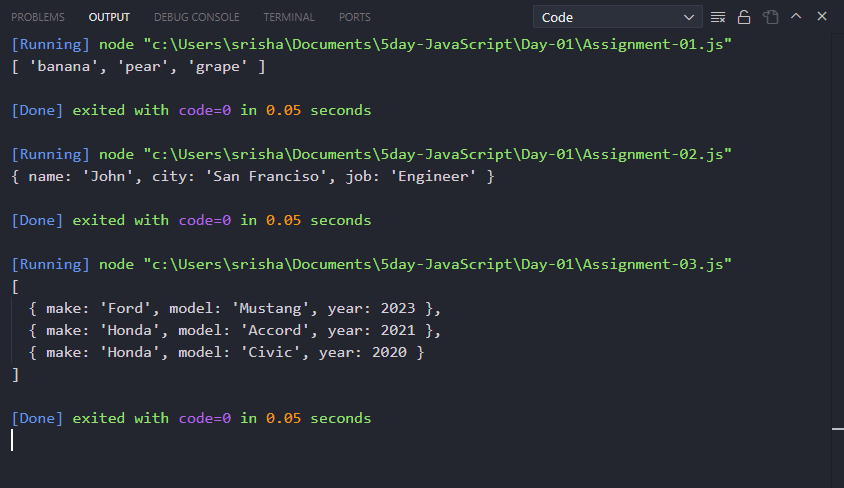 PROBLEMS OUTPUT DEBUG CONSOLE TERMINAL PORTS Code
[Running] node "c:\Users\srisha\Documents\5day-JavaScript\Day-01\Assignment-01.js"
[ 'banana', 'pear', 'grape' ]
[Done] exited with code=0 in 0.05 seconds
[Running] node "c:\Users\srisha\Documents\5day-JavaScript\Day-01\Assignment-02.js"
{ name: 'John', city: 'San Franciso', job: 'Engineer' }
[Done] exited with code=0 in 0.05 seconds
[Running] node "c:\Users\srisha\Documents\5day-JavaScript\Day-01\Assignment-03.js"
[
  { make: 'Ford', model: 'Mustang', year: 2023 },
  { make: 'Honda', model: 'Accord', year: 2021 },
  { make: 'Honda', model: 'Civic', year: 2020 }
]
[Done] exited with code=0 in 0.05 seconds